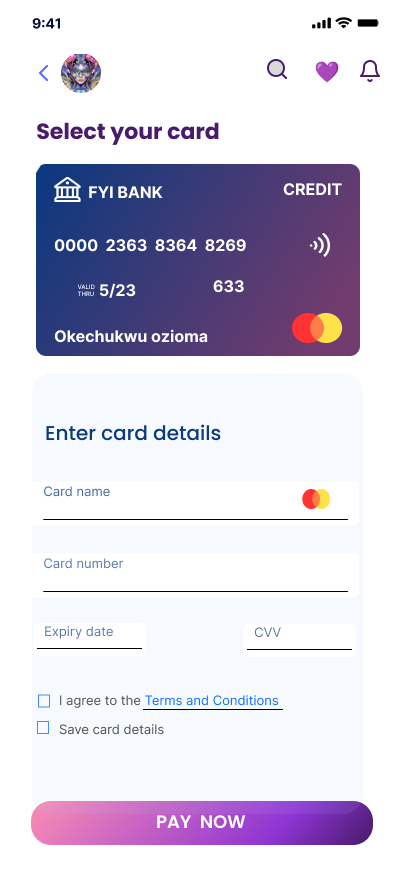 9:41
Select your card
FYI BANK CREDIT
0000 2363 8364 8269
VALID THRU 5/23 633
Okechukwu ozioma
Enter card details
Card name
Card number
Expiry date CVV
I agree to the Terms and Conditions
Save card details
PAY NOW